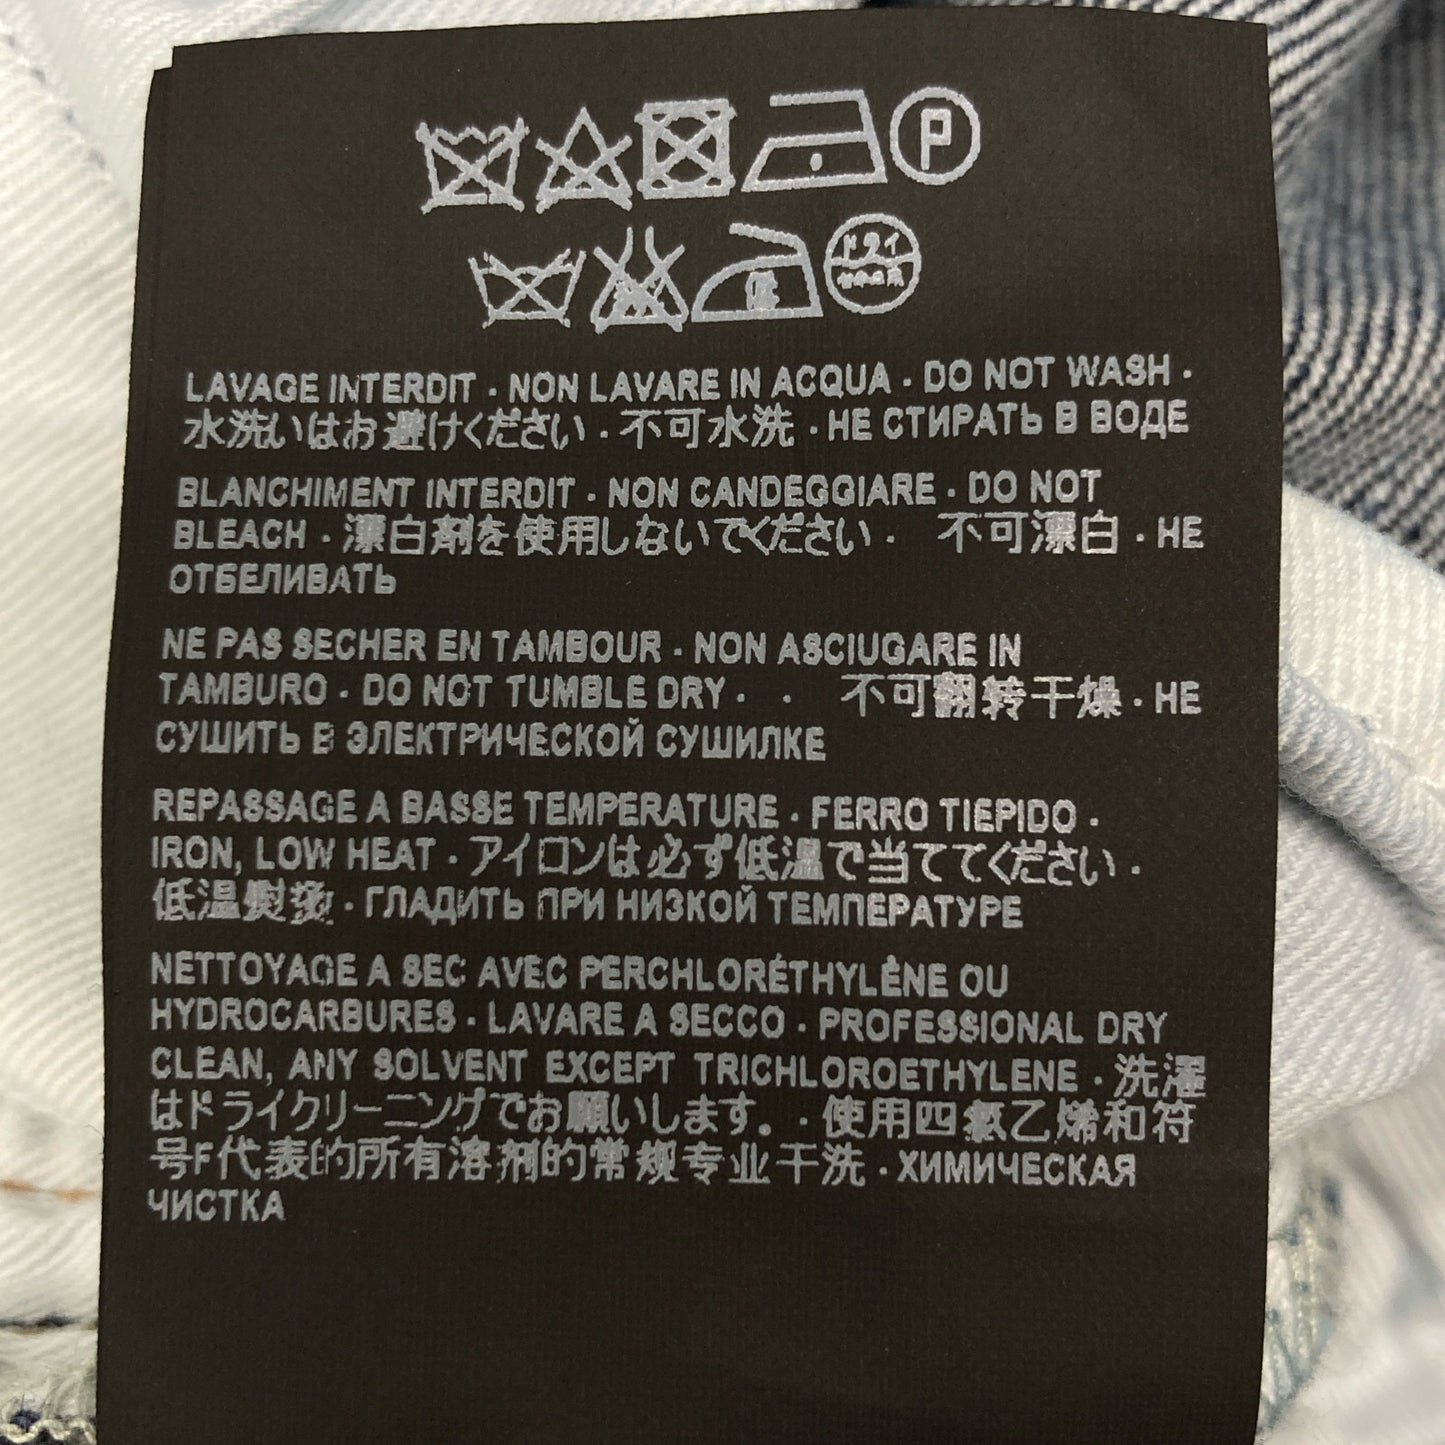 P
低
ドライ
LAVAGE INTERDIT · NON LAVARE IN ACQUA · DO NOT WASH ·
水洗いはお避けください · 不可水洗 · НЕ СТИРАТЬ В ВОДЕ
BLANCHIMENT INTERDIT · NON CANDEGGIARE · DO NOT
BLEACH · 漂白剤を使用しないでください · 不可漂白 · НЕ
ОТБЕЛИВАТЬ
NE PAS SECHER EN TAMBOUR · NON ASCIUGARE IN
TAMBURO · DO NOT TUMBLE DRY · · 不可翻转干燥 · НЕ
СУШИТЬ В ЭЛЕКТРИЧЕСКОЙ СУШИЛКЕ
REPASSAGE A BASSE TEMPERATURE · FERRO TIEPIDO ·
IRON, LOW HEAT · アイロンは必ず低温で当ててください ·
低温熨烫 · ГЛАДИТЬ ПРИ НИЗКОЙ ТЕМПЕРАТУРЕ
NETTOYAGE A SEC AVEC PERCHLORÉTHYLÈNE OU
HYDROCARBURES · LAVARE A SECCO · PROFESSIONAL DRY
CLEAN, ANY SOLVENT EXCEPT TRICHLOROETHYLENE · 洗濯
はドライクリーニングでお願いします。 · 使用四氯乙烯和符
号F代表的所有溶剂的常规专业干洗 · ХИМИЧЕСКАЯ
ЧИСТКА